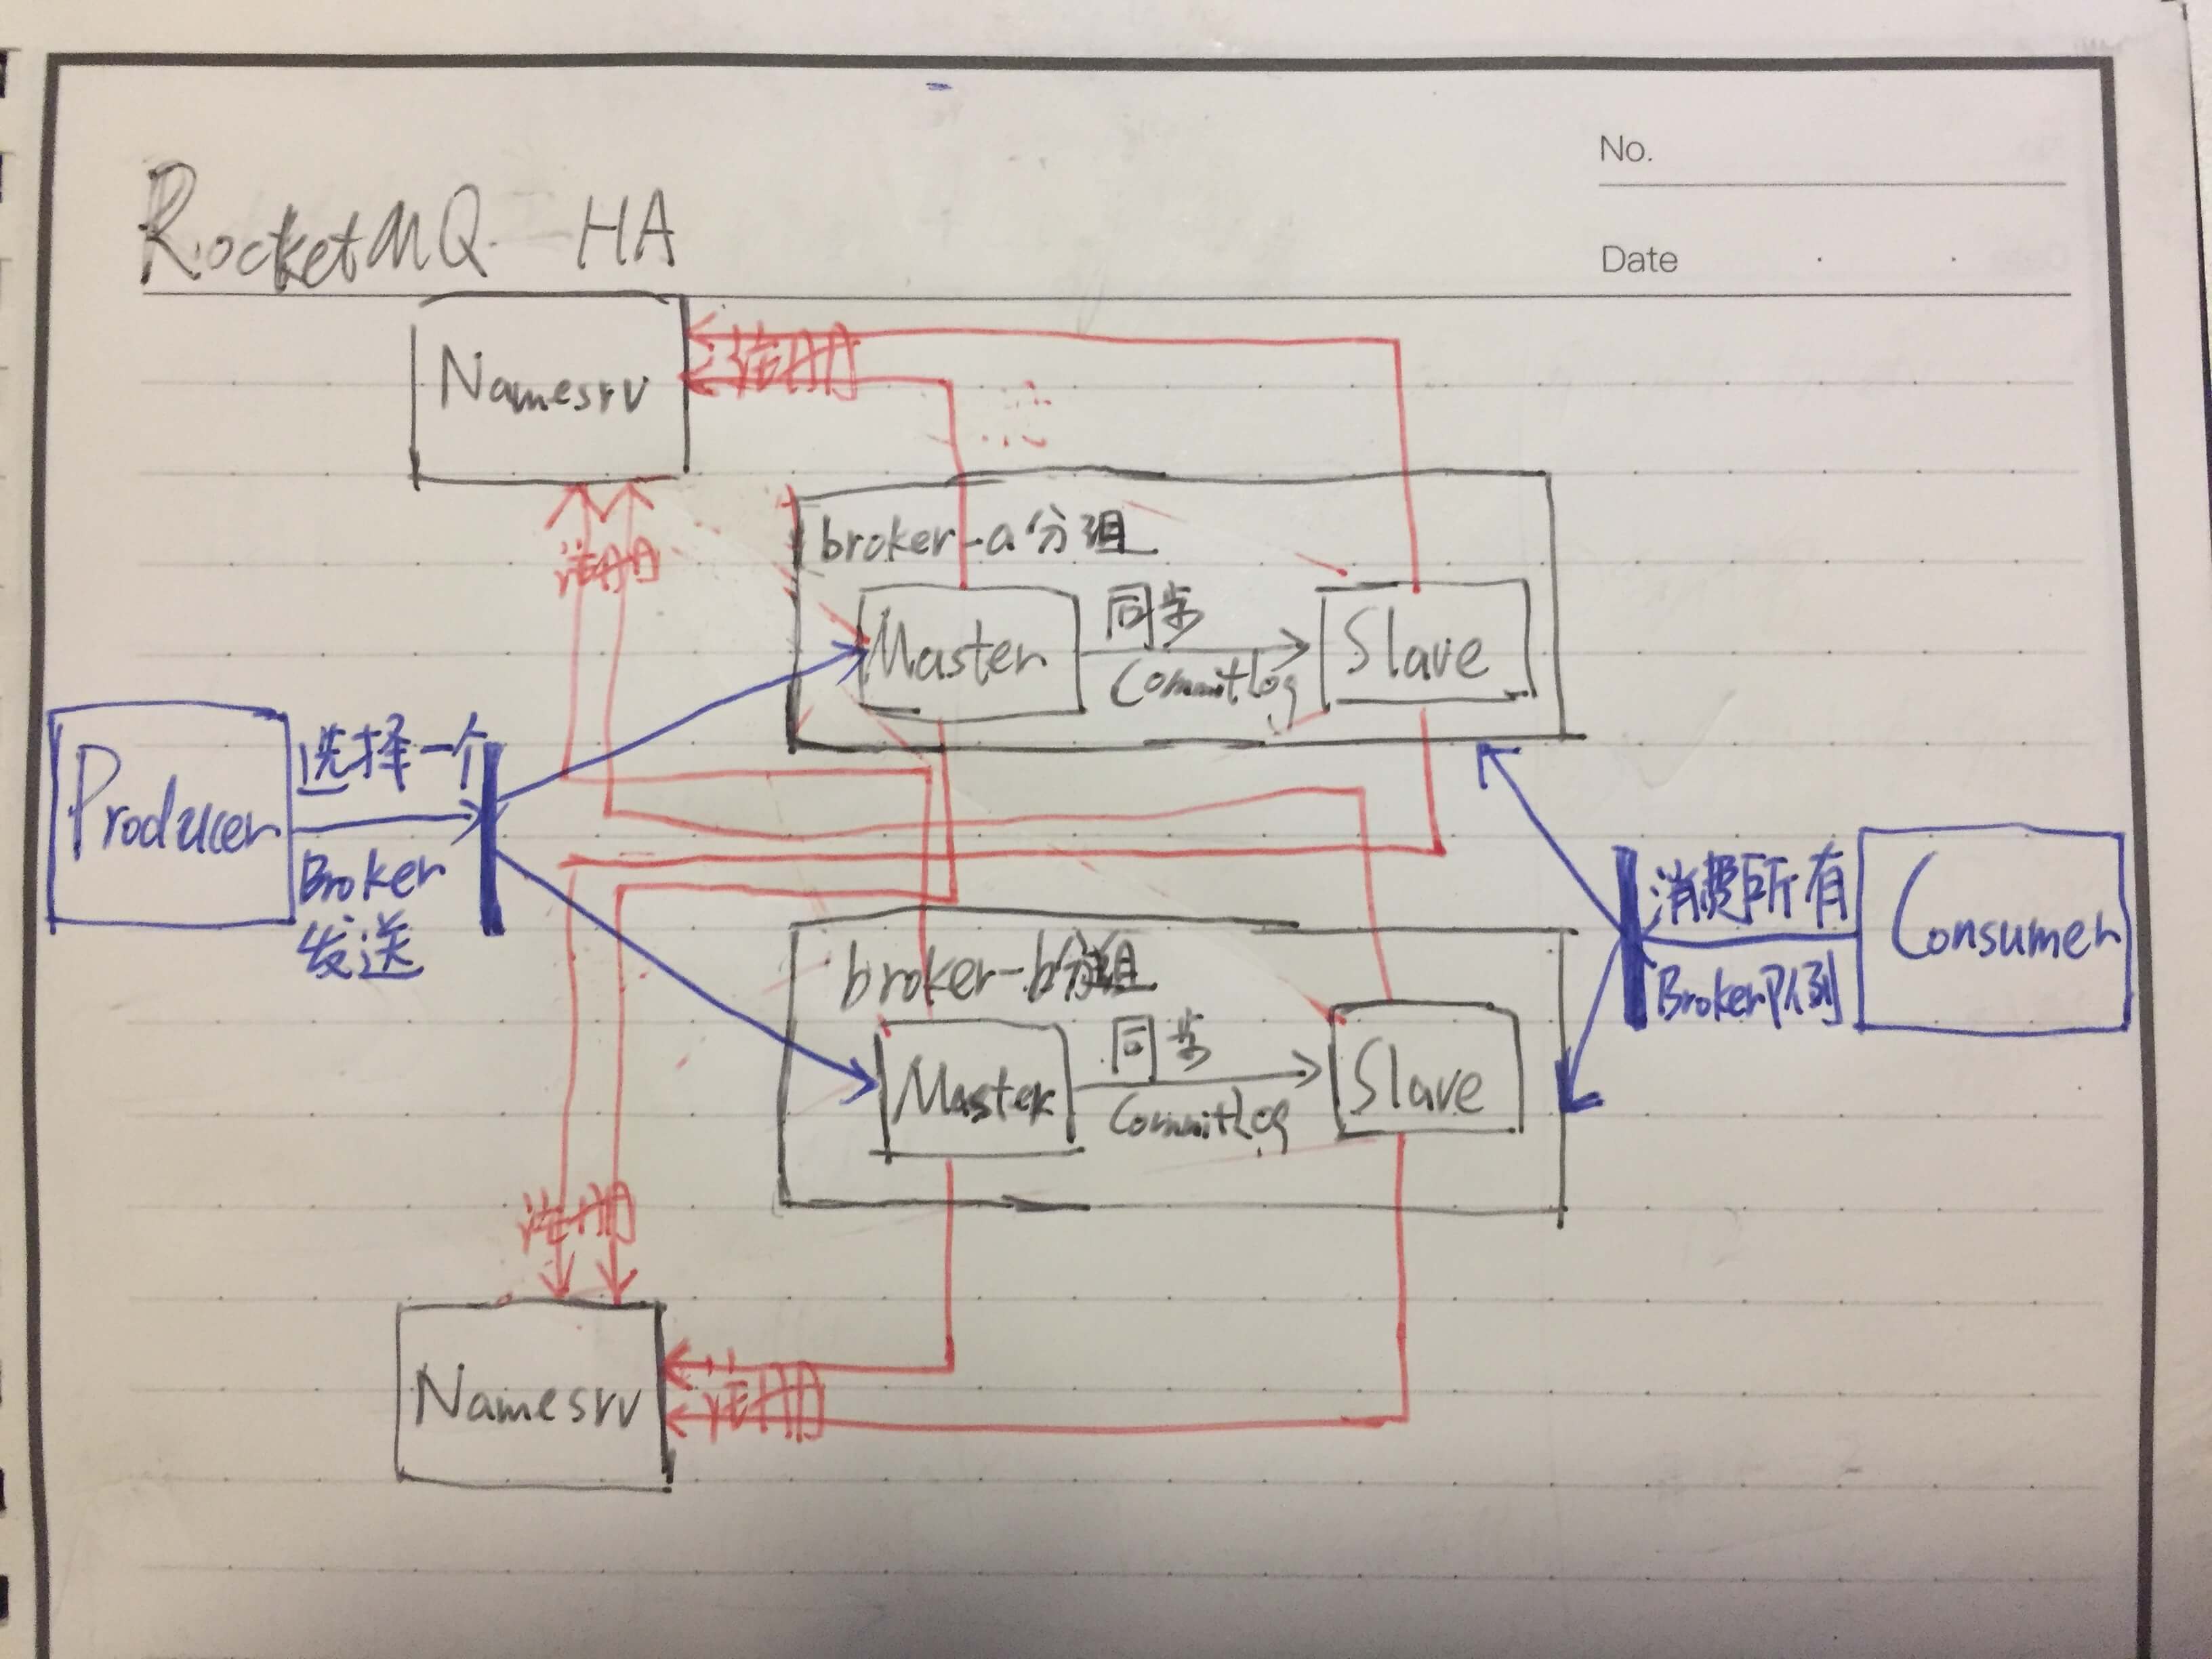 No.
Date
RocketMQ HA
Namesrv
注册
注册
broker-a分组
Master
同步
CommitLog
Slave
Producer
选择一个
Broker
发送
消费所有
Broker队列
Consumer
broker-b分组
Master
同步
CommitLog
Slave
注册
Namesrv
注册